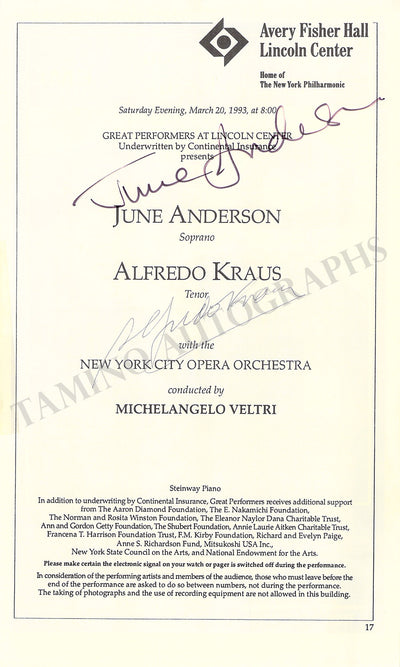 Avery Fisher Hall
Lincoln Center
Home of
The New York Philharmonic
Saturday Evening, March 20, 1993, at 8:00
GREAT PERFORMERS AT LINCOLN CENTER
Underwritten by Continental Insurance
presents
June Anderson
JUNE ANDERSON
Soprano
ALFREDO KRAUS
Tenor
Alfredo Kraus
with the
NEW YORK CITY OPERA ORCHESTRA
conducted by
MICHELANGELO VELTRI
TAMINO AUTOGRAPHS
Steinway Piano
In addition to underwriting by Continental Insurance, Great Performers receives additional support
from The Aaron Diamond Foundation, The E. Nakamichi Foundation,
The Norman and Rosita Winston Foundation, The Eleanor Naylor Dana Charitable Trust,
Ann and Gordon Getty Foundation, The Shubert Foundation, Annie Laurie Aitken Charitable Trust,
Francena T. Harrison Foundation Trust, F.M. Kirby Foundation, Richard and Evelyn Paige,
Anne S. Richardson Fund, Mitsukoshi USA Inc.,
New York State Council on the Arts, and National Endowment for the Arts.
Please make certain the electronic signal on your watch or pager is switched off during the performance.
In consideration of the performing artists and members of the audience, those who must leave before the
end of the performance are asked to do so between numbers, not during the performance.
The taking of photographs and the use of recording equipment are not allowed in this building.
17